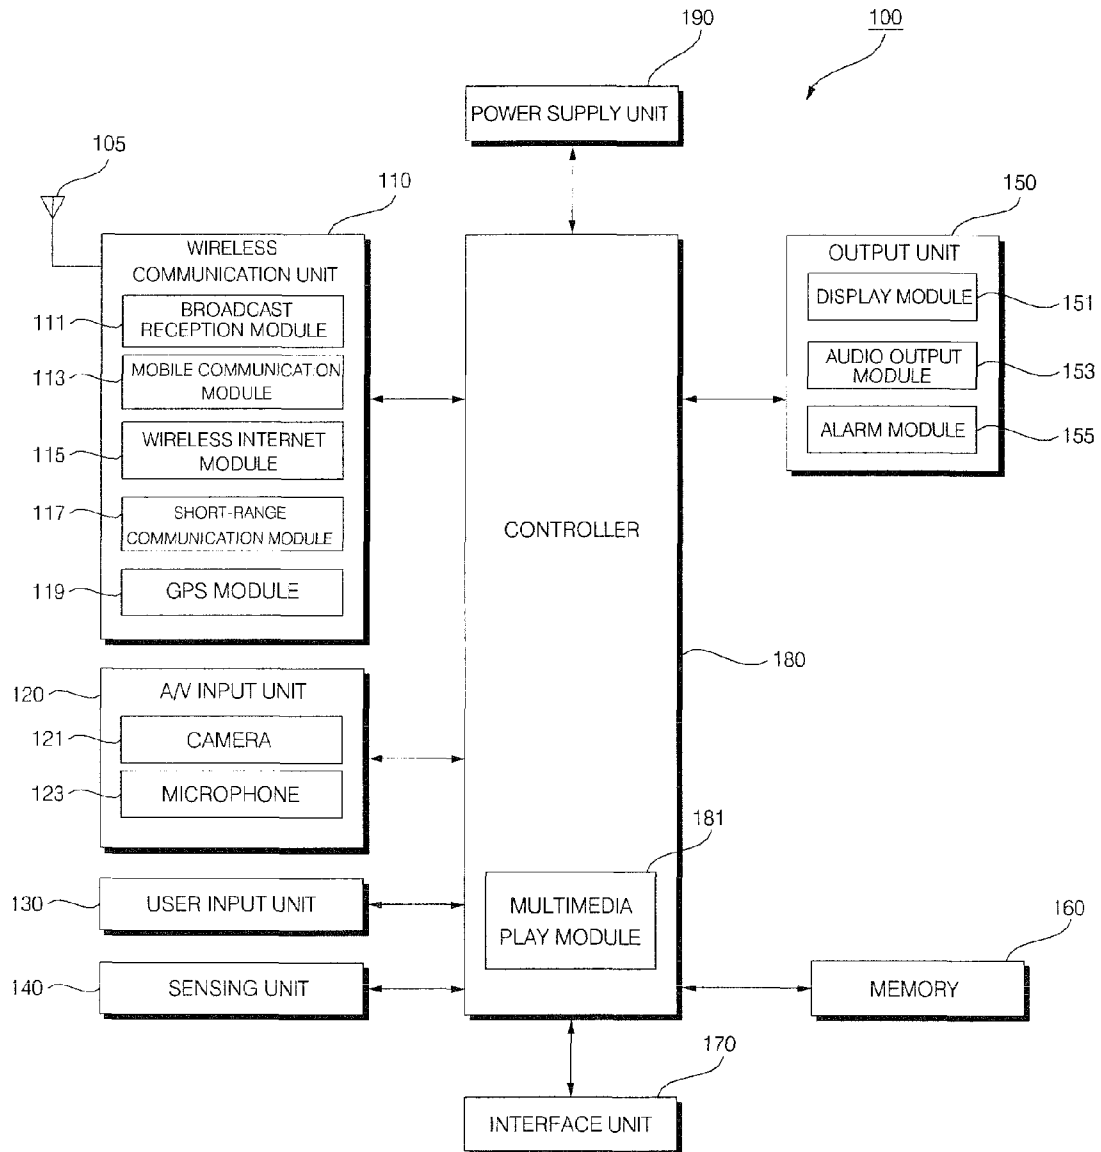 190
100
POWER SUPPLY UNIT
105
110
150
WIRELESS
COMMUNICATION UNIT
OUTPUT UNIT
111
BROADCAST
RECEPTION MODULE
DISPLAY MODULE
151
113
MOBILE COMMUNICATION
MODULE
AUDIO OUTPUT
MODULE
153
115
WIRELESS INTERNET
MODULE
ALARM MODULE
155
117
SHORT-RANGE
COMMUNICATION MODULE
CONTROLLER
119
GPS MODULE
180
120
A/V INPUT UNIT
121
CAMERA
123
MICROPHONE
181
130
USER INPUT UNIT
MULTIMEDIA
PLAY MODULE
160
140
SENSING UNIT
MEMORY
170
INTERFACE UNIT